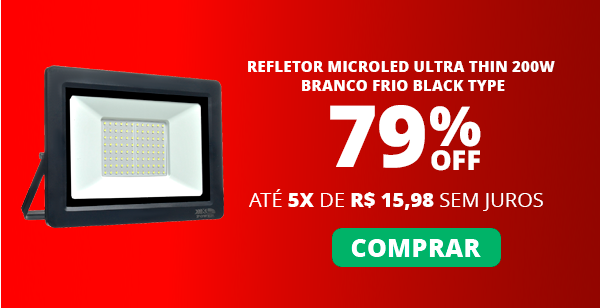 REFLETOR MICROLED ULTRA THIN 200W
BRANCO FRIO BLACK TYPE
79% OFF
ATÉ 5X DE R$ 15,98 SEM JUROS
COMPRAR